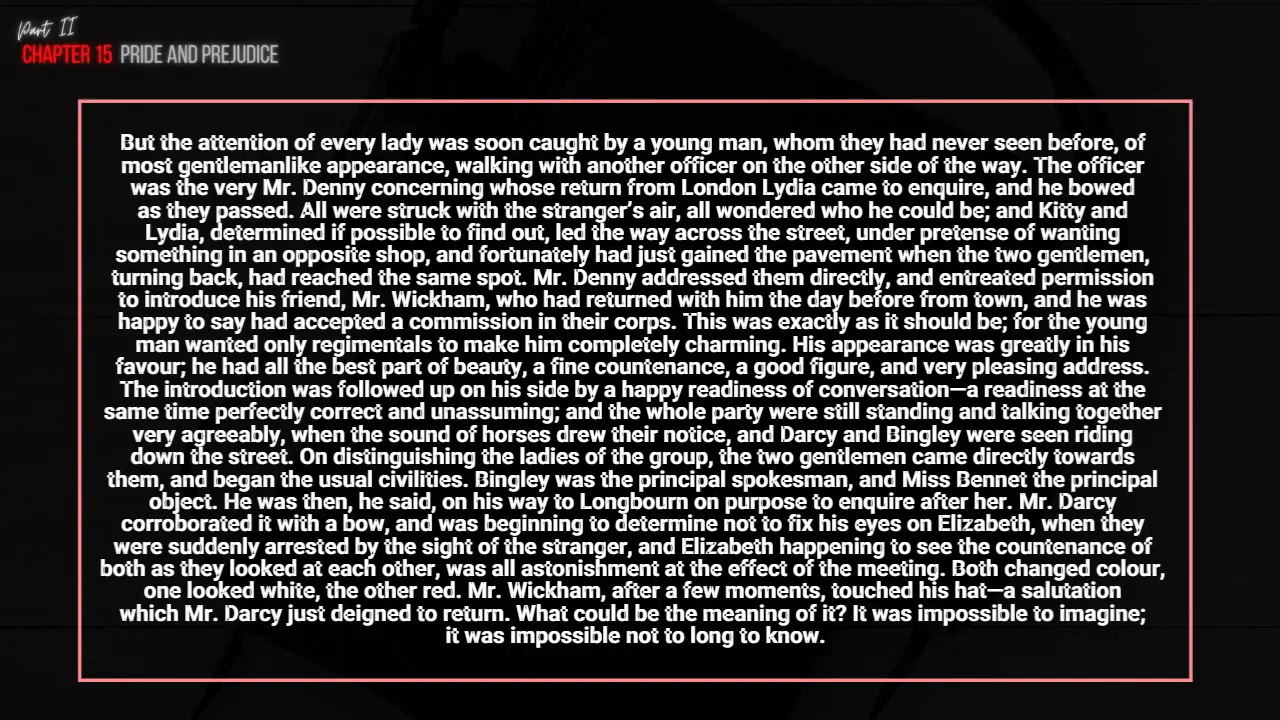 Part II
CHAPTER 15 PRIDE AND PREJUDICE
But the attention of every lady was soon caught by a young man, whom they had never seen before, of
most gentlemanlike appearance, walking with another officer on the other side of the way. The officer
was the very Mr. Denny concerning whose return from London Lydia came to enquire, and he bowed
as they passed. All were struck with the stranger's air, all wondered who he could be; and Kitty and
Lydia, determined if possible to find out, led the way across the street, under pretense of wanting
something in an opposite shop, and fortunately had just gained the pavement when the two gentlemen,
turning back, had reached the same spot. Mr. Denny addressed them directly, and entreated permission
to introduce his friend, Mr. Wickham, who had returned with him the day before from town, and he was
happy to say had accepted a commission in their corps. This was exactly as it should be; for the young
man wanted only regimentals to make him completely charming. His appearance was greatly in his
favour; he had all the best part of beauty, a fine countenance, a good figure, and very pleasing address.
The introduction was followed up on his side by a happy readiness of conversation—a readiness at the
same time perfectly correct and unassuming; and the whole party were still standing and talking together
very agreeably, when the sound of horses drew their notice, and Darcy and Bingley were seen riding
down the street. On distinguishing the ladies of the group, the two gentlemen came directly towards
them, and began the usual civilities. Bingley was the principal spokesman, and Miss Bennet the principal
object. He was then, he said, on his way to Longbourn on purpose to enquire after her. Mr. Darcy
corroborated it with a bow, and was beginning to determine not to fix his eyes on Elizabeth, when they
were suddenly arrested by the sight of the stranger, and Elizabeth happening to see the countenance of
both as they looked at each other, was all astonishment at the effect of the meeting. Both changed colour,
one looked white, the other red. Mr. Wickham, after a few moments, touched his hat—a salutation
which Mr. Darcy just deigned to return. What could be the meaning of it? It was impossible to imagine;
it was impossible not to long to know.